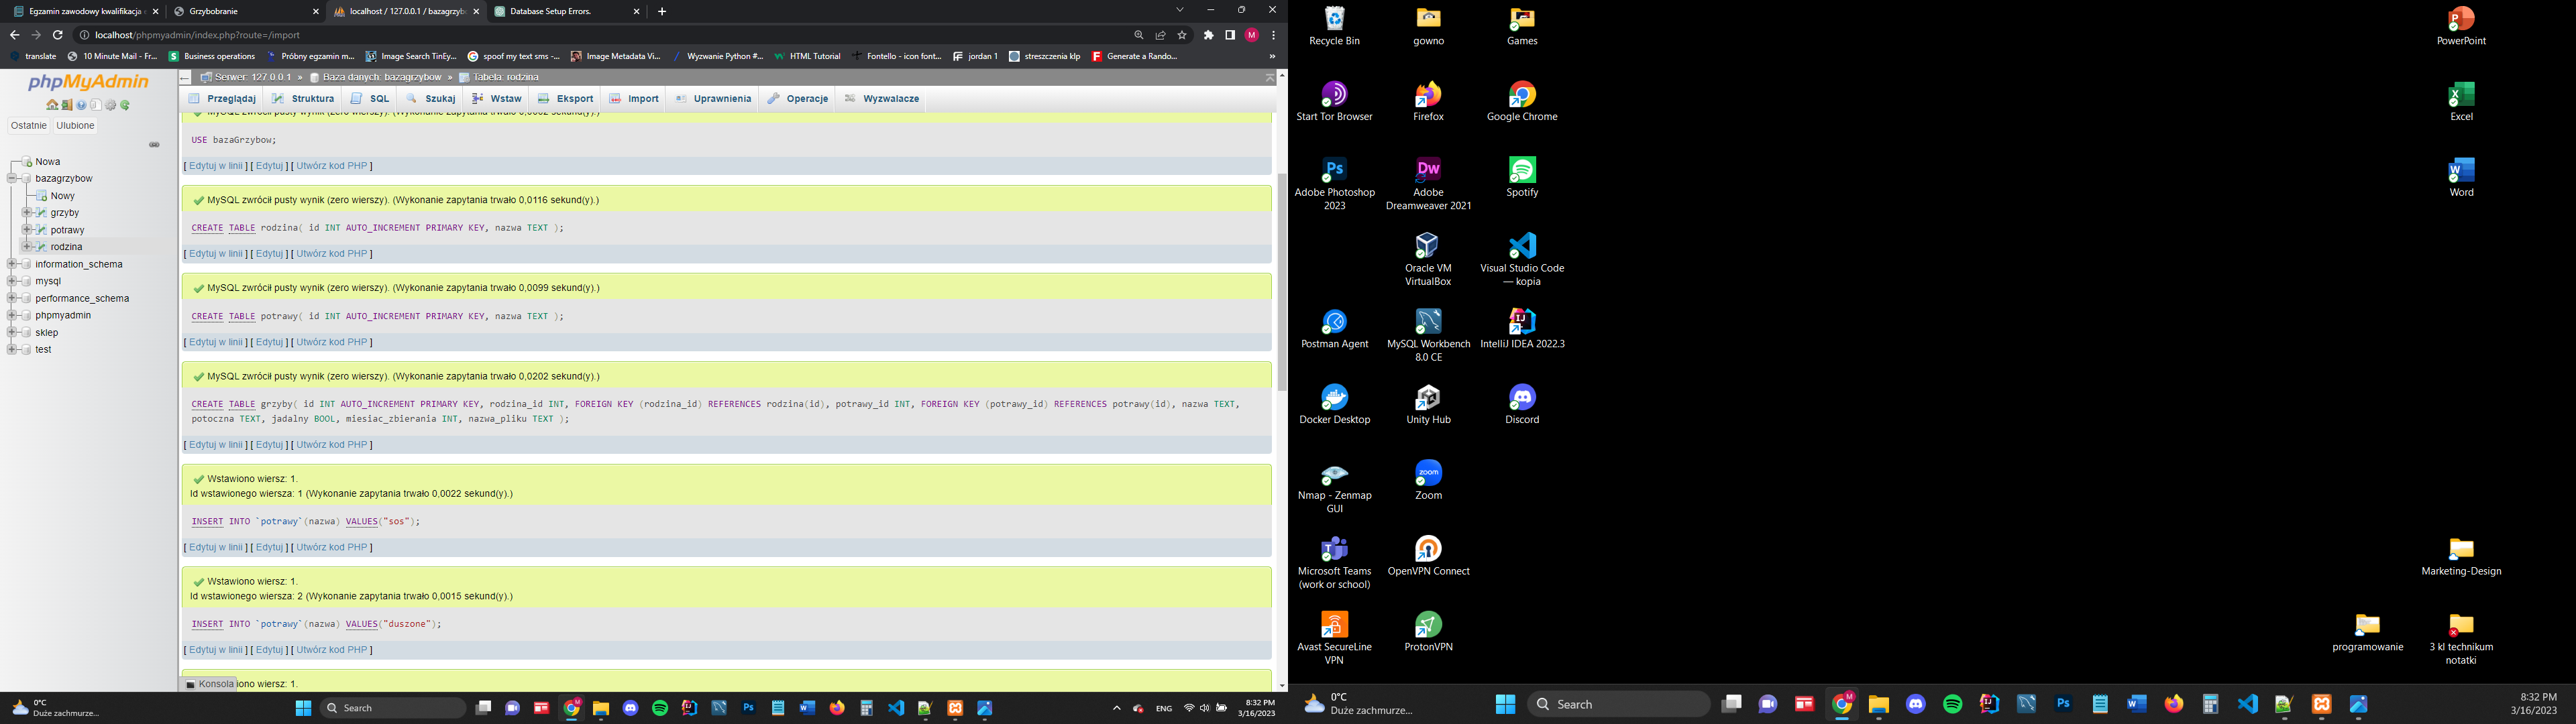 Egzamin zawodowy kwalifikacja
Grzybobranie
localhost / 127.0.0.1 / bazagrzybo
Database Setup Errors.
localhost/phpmyadmin/index.php?route=/import
M
translate
10 Minute Mail - Fr...
Business operations
Próbny egzamin m...
Image Search TinEy...
spoof my text sms -...
Image Metadata Vi...
Wyzwanie Python #...
HTML Tutorial
Fontello - icon font...
jordan 1
streszczenia klp
Generate a Rando...
»
phpMyAdmin
Ostatnie Ulubione
Nowa
bazagrzybow
Nowy
grzyby
potrawy
rodzina
information_schema
mysql
performance_schema
phpmyadmin
sklep
test
Serwer: 127.0.0.1 » Baza danych: bazagrzybow » Tabela: rodzina
Przeglądaj Struktura SQL Szukaj Wstaw Eksport Import Uprawnienia Operacje Wyzwalacze
MySQL zwrócił pusty wynik (zero wierszy). (Wykonanie zapytania trwało 0,0002 sekund(y).)
USE bazaGrzybow;
[ Edytuj w linii ] [ Edytuj ] [ Utwórz kod PHP ]
MySQL zwrócił pusty wynik (zero wierszy). (Wykonanie zapytania trwało 0,0116 sekund(y).)
CREATE TABLE rodzina( id INT AUTO_INCREMENT PRIMARY KEY, nazwa TEXT );
[ Edytuj w linii ] [ Edytuj ] [ Utwórz kod PHP ]
MySQL zwrócił pusty wynik (zero wierszy). (Wykonanie zapytania trwało 0,0099 sekund(y).)
CREATE TABLE potrawy( id INT AUTO_INCREMENT PRIMARY KEY, nazwa TEXT );
[ Edytuj w linii ] [ Edytuj ] [ Utwórz kod PHP ]
MySQL zwrócił pusty wynik (zero wierszy). (Wykonanie zapytania trwało 0,0202 sekund(y).)
CREATE TABLE grzyby( id INT AUTO_INCREMENT PRIMARY KEY, rodzina_id INT, FOREIGN KEY (rodzina_id) REFERENCES rodzina(id), potrawy_id INT, FOREIGN KEY (potrawy_id) REFERENCES potrawy(id), nazwa TEXT,
potoczna TEXT, jadalny BOOL, miesiac_zbierania INT, nazwa_pliku TEXT );
[ Edytuj w linii ] [ Edytuj ] [ Utwórz kod PHP ]
Wstawiono wiersz: 1.
Id wstawionego wiersza: 1 (Wykonanie zapytania trwało 0,0022 sekund(y).)
INSERT INTO `potrawy`(nazwa) VALUES("sos");
[ Edytuj w linii ] [ Edytuj ] [ Utwórz kod PHP ]
Wstawiono wiersz: 1.
Id wstawionego wiersza: 2 (Wykonanie zapytania trwało 0,0015 sekund(y).)
INSERT INTO `potrawy`(nazwa) VALUES("duszone");
[ Edytuj w linii ] [ Edytuj ] [ Utwórz kod PHP ]
Konsola
iono wiersz: 1.
0°C
Duże zachmurze...
Search
ENG
8:32 PM
3/16/2023
Recycle Bin
gowno
Games
PowerPoint
Start Tor Browser
Firefox
Google Chrome
Excel
Adobe Photoshop
2023
Adobe
Dreamweaver 2021
Spotify
Word
Oracle VM
VirtualBox
Visual Studio Code
— kopia
Postman Agent
MySQL Workbench
8.0 CE
IntelliJ IDEA 2022.3
Docker Desktop
Unity Hub
Discord
Nmap - Zenmap
GUI
Zoom
Microsoft Teams
(work or school)
OpenVPN Connect
Marketing-Design
Avast SecureLine
VPN
ProtonVPN
programowanie
3 kl technikum
notatki
0°C
Duże zachmurze...
Search
8:32 PM
3/16/2023